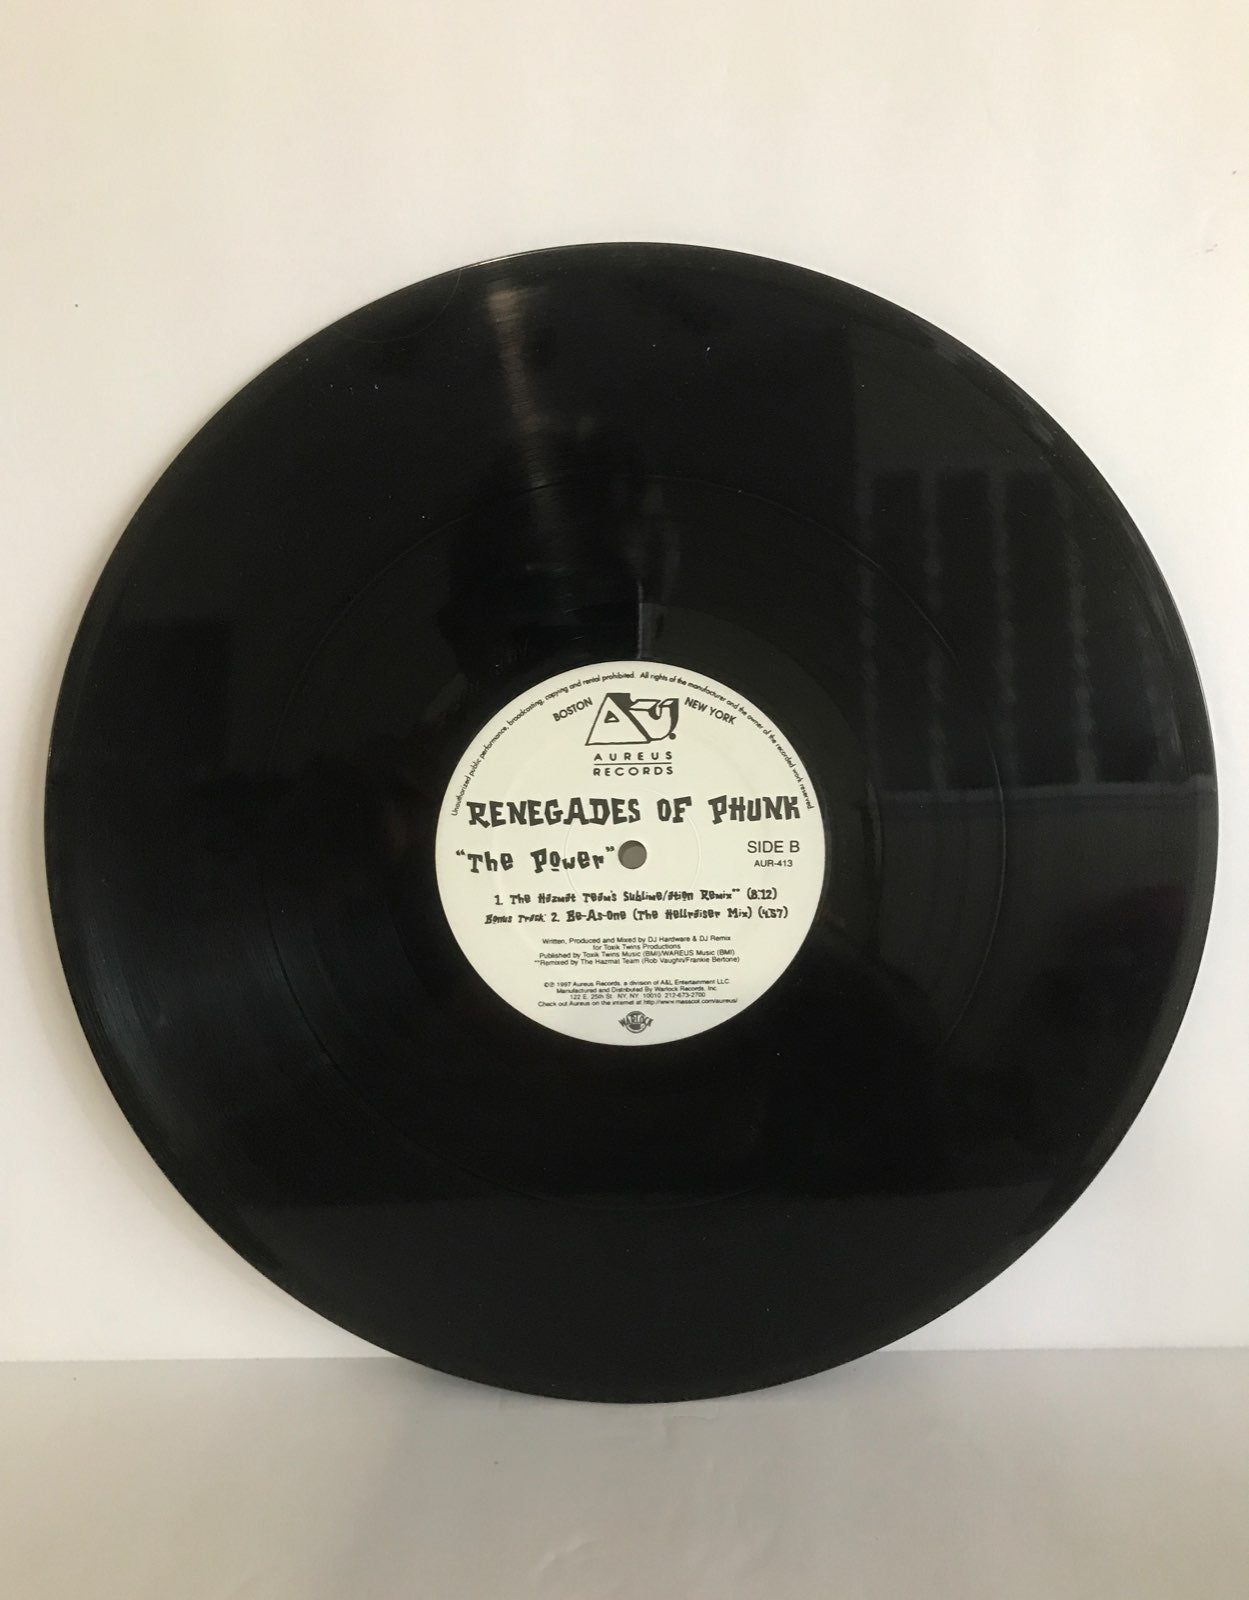 Unauthorized public performance, broadcasting, copying and rental prohibited. All rights of the manufacturer and the owner of the recorded work reserved.
BOSTON NEW YORK
AUREUS
RECORDS
RENEGADES OF PHUNK
"The Power"
SIDE B
AUR-413
1. The Hazmat Team's Sublime/ation Remix** (8:12)
Bonus Track: 2. Be-As-One (The Hellraiser Mix) (4:57)
Written, Produced and Mixed by DJ Hardware & DJ Remix
for Toxik Twins Productions
Published by Toxik Twins Music (BMI)/WAREUS Music (BMI)
**Remixed by The Hazmat Team (Rob Vaughn/Frankie Bertone)
©℗ 1997 Aureus Records, a division of A&L Entertainment LLC.
Manufactured and Distributed By Warlock Records, Inc.
122 E. 25th St. NY, NY. 10010 212-673-2700
Check out Aureus on the internet at http://www.masscot.com/aureus/
WARLOCK